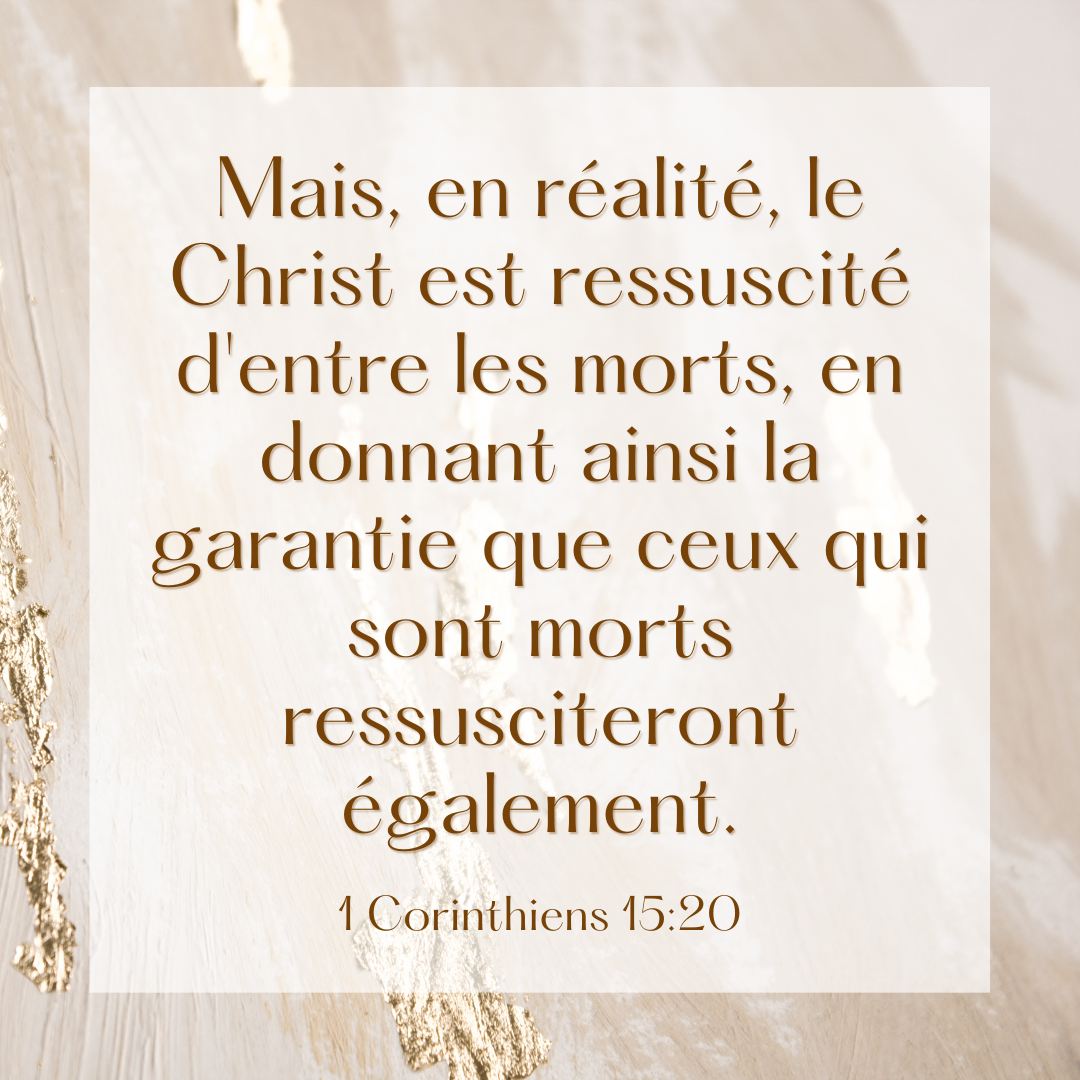 Mais, en réalité, le
Christ est ressuscité
d'entre les morts, en
donnant ainsi la
garantie que ceux qui
sont morts
ressusciteront
également.
1 Corinthiens 15:20